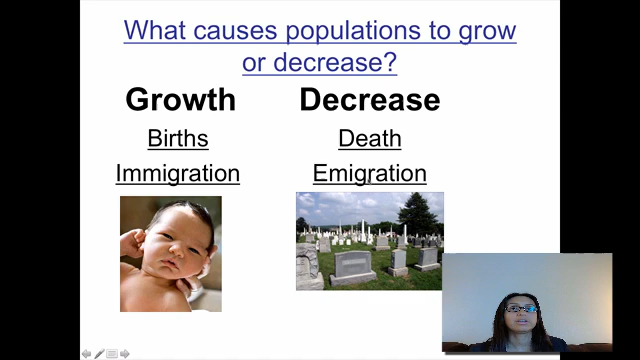 What causes populations to grow
or decrease?
Growth
Decrease
Births
Death
Immigration
Emigration